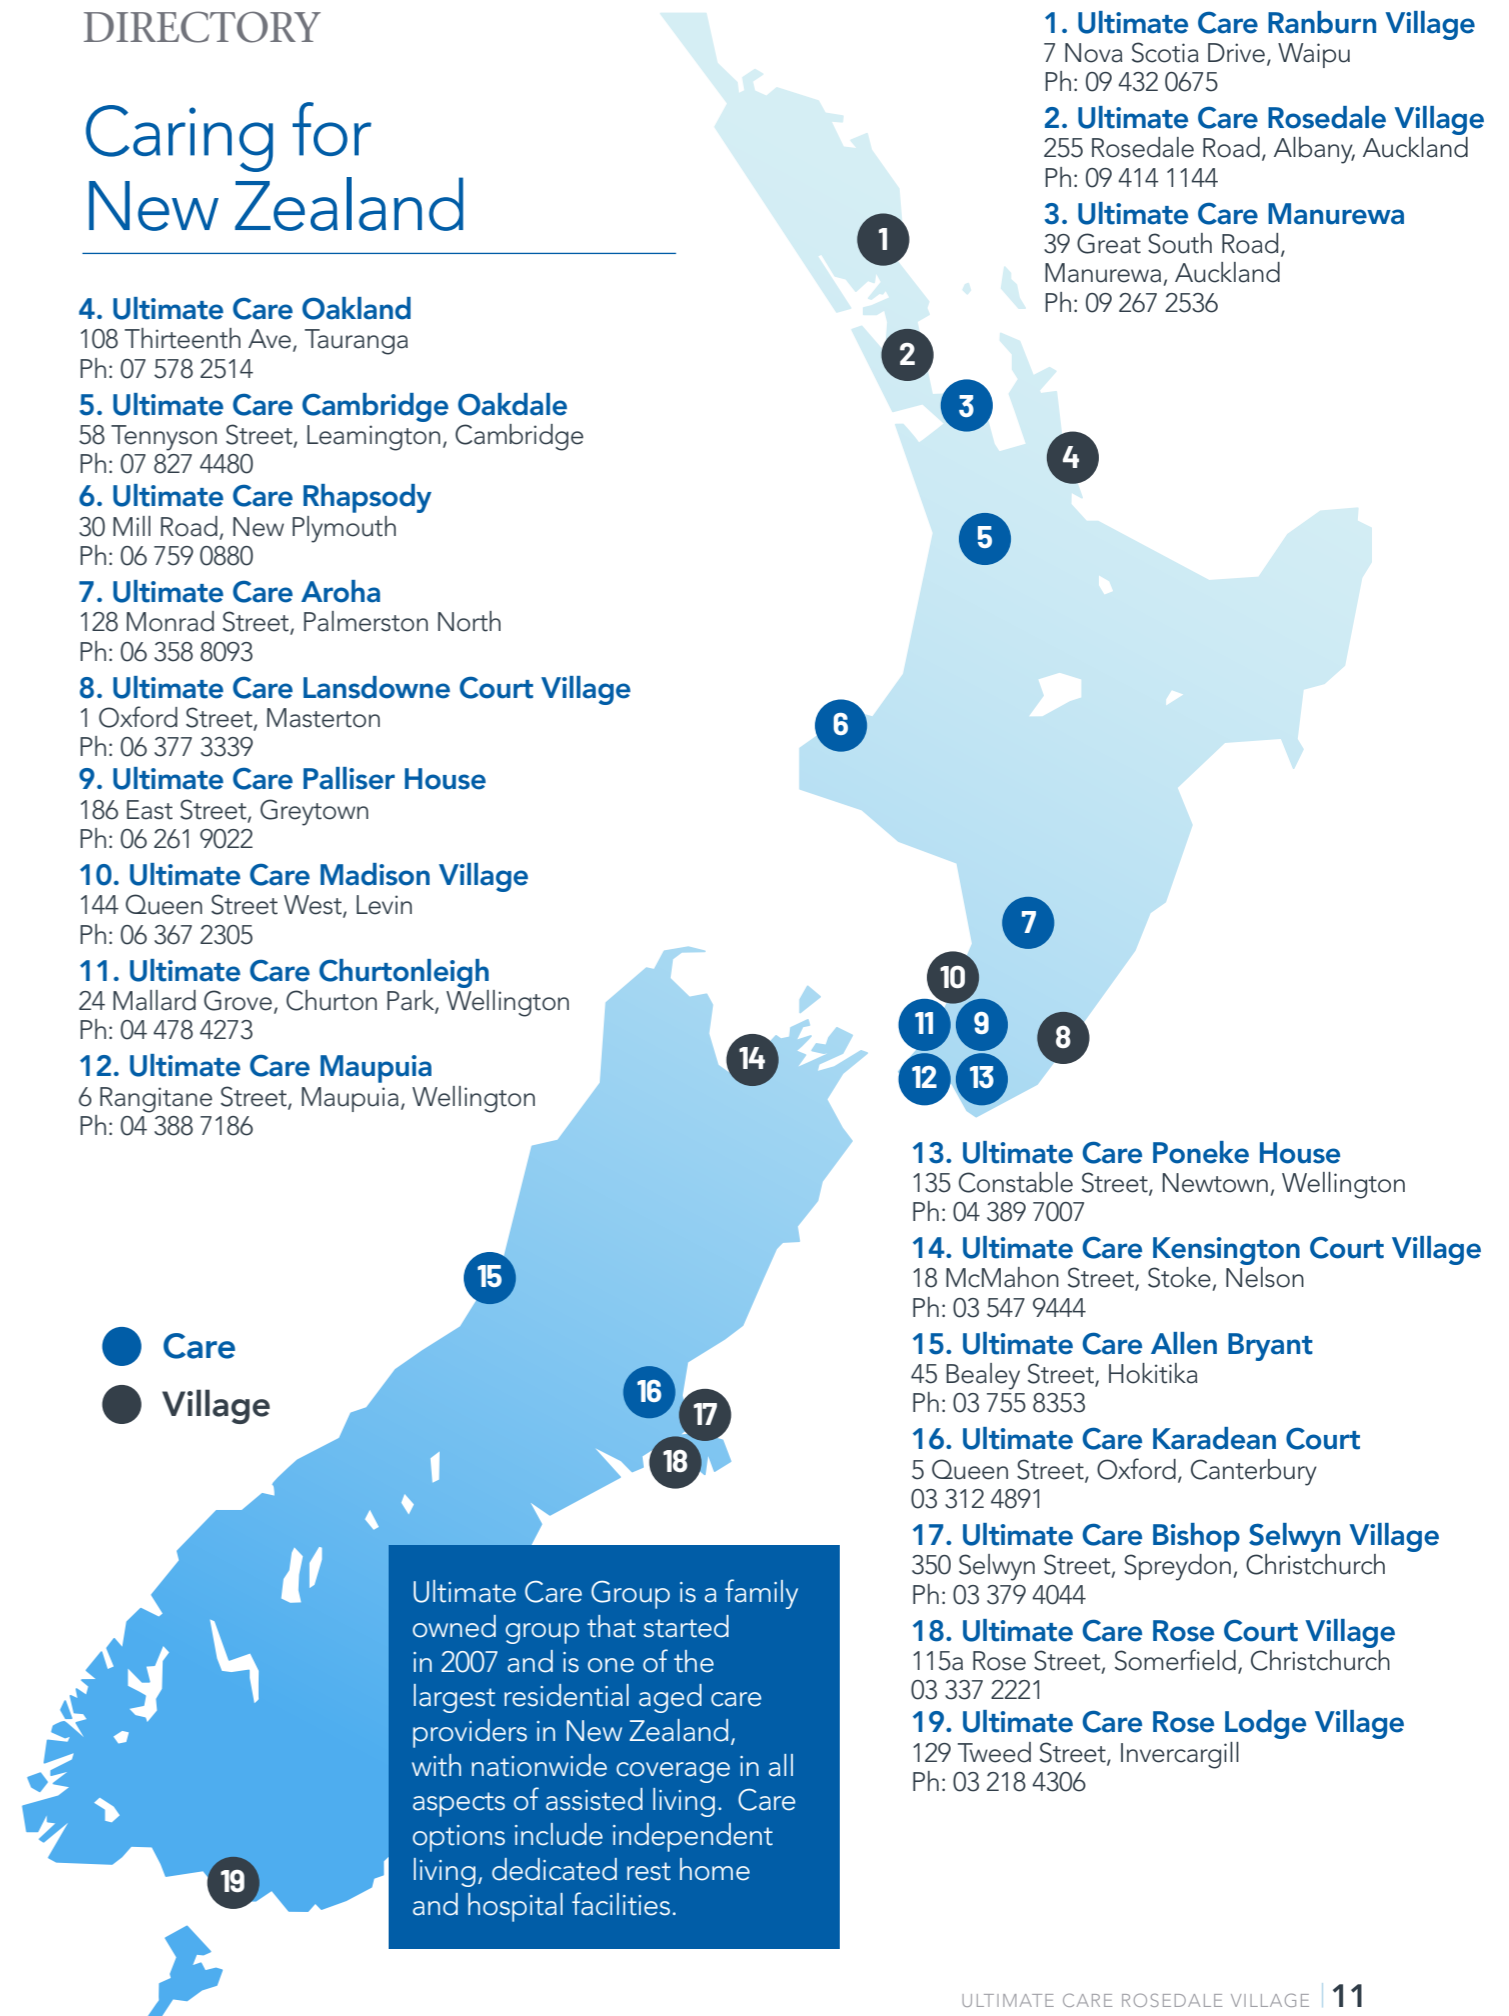 DIRECTORY
Caring for
New Zealand
1. Ultimate Care Ranburn Village
7 Nova Scotia Drive, Waipu
Ph: 09 432 0675
2. Ultimate Care Rosedale Village
255 Rosedale Road, Albany, Auckland
Ph: 09 414 1144
3. Ultimate Care Manurewa
39 Great South Road,
Manurewa, Auckland
Ph: 09 267 2536
4. Ultimate Care Oakland
108 Thirteenth Ave, Tauranga
Ph: 07 578 2514
5. Ultimate Care Cambridge Oakdale
58 Tennyson Street, Leamington, Cambridge
Ph: 07 827 4480
6. Ultimate Care Rhapsody
30 Mill Road, New Plymouth
Ph: 06 759 0880
7. Ultimate Care Aroha
128 Monrad Street, Palmerston North
Ph: 06 358 8093
8. Ultimate Care Lansdowne Court Village
1 Oxford Street, Masterton
Ph: 06 377 3339
9. Ultimate Care Palliser House
186 East Street, Greytown
Ph: 06 261 9022
10. Ultimate Care Madison Village
144 Queen Street West, Levin
Ph: 06 367 2305
11. Ultimate Care Churtonleigh
24 Mallard Grove, Churton Park, Wellington
Ph: 04 478 4273
12. Ultimate Care Maupuia
6 Rangitane Street, Maupuia, Wellington
Ph: 04 388 7186
1
2
3
4
5
6
7
10
11
9
8
12
13
14
15
16
17
18
19
Care
Village
13. Ultimate Care Poneke House
135 Constable Street, Newtown, Wellington
Ph: 04 389 7007
14. Ultimate Care Kensington Court Village
18 McMahon Street, Stoke, Nelson
Ph: 03 547 9444
15. Ultimate Care Allen Bryant
45 Bealey Street, Hokitika
Ph: 03 755 8353
16. Ultimate Care Karadean Court
5 Queen Street, Oxford, Canterbury
03 312 4891
17. Ultimate Care Bishop Selwyn Village
350 Selwyn Street, Spreydon, Christchurch
Ph: 03 379 4044
18. Ultimate Care Rose Court Village
115a Rose Street, Somerfield, Christchurch
03 337 2221
19. Ultimate Care Rose Lodge Village
129 Tweed Street, Invercargill
Ph: 03 218 4306
Ultimate Care Group is a family
owned group that started
in 2007 and is one of the
largest residential aged care
providers in New Zealand,
with nationwide coverage in all
aspects of assisted living. Care
options include independent
living, dedicated rest home
and hospital facilities.
ULTIMATE CARE ROSEDALE VILLAGE 11